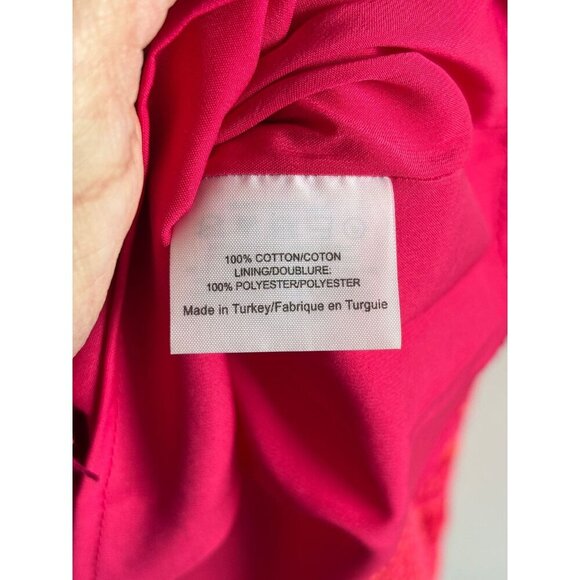 100% COTTON/COTON
LINING/DOUBLURE:
100% POLYESTER/POLYESTER
Made in Turkey/Fabrique en Turguie